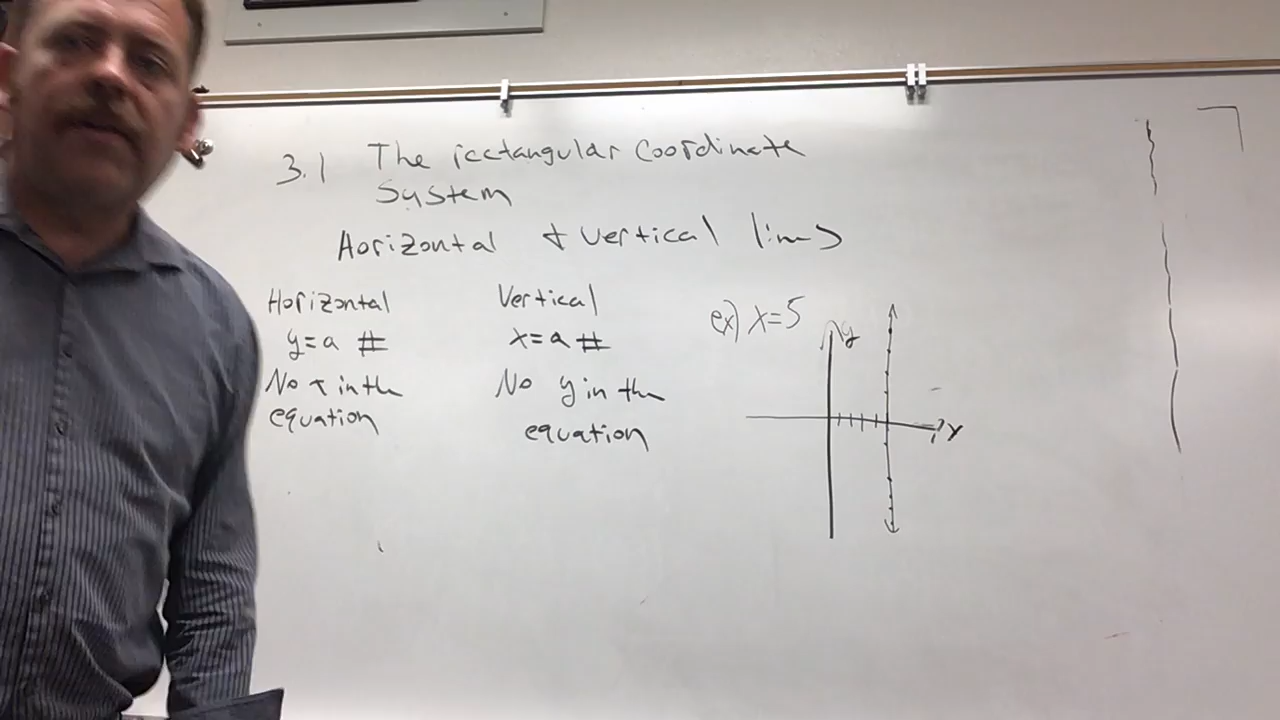 3.1 The rectangular coordinate
System
Horizontal & vertical lines
Horizontal
y=a #
No x in the
equation
Vertical
x=a #
No y in the
equation
ex) x=5
y
x